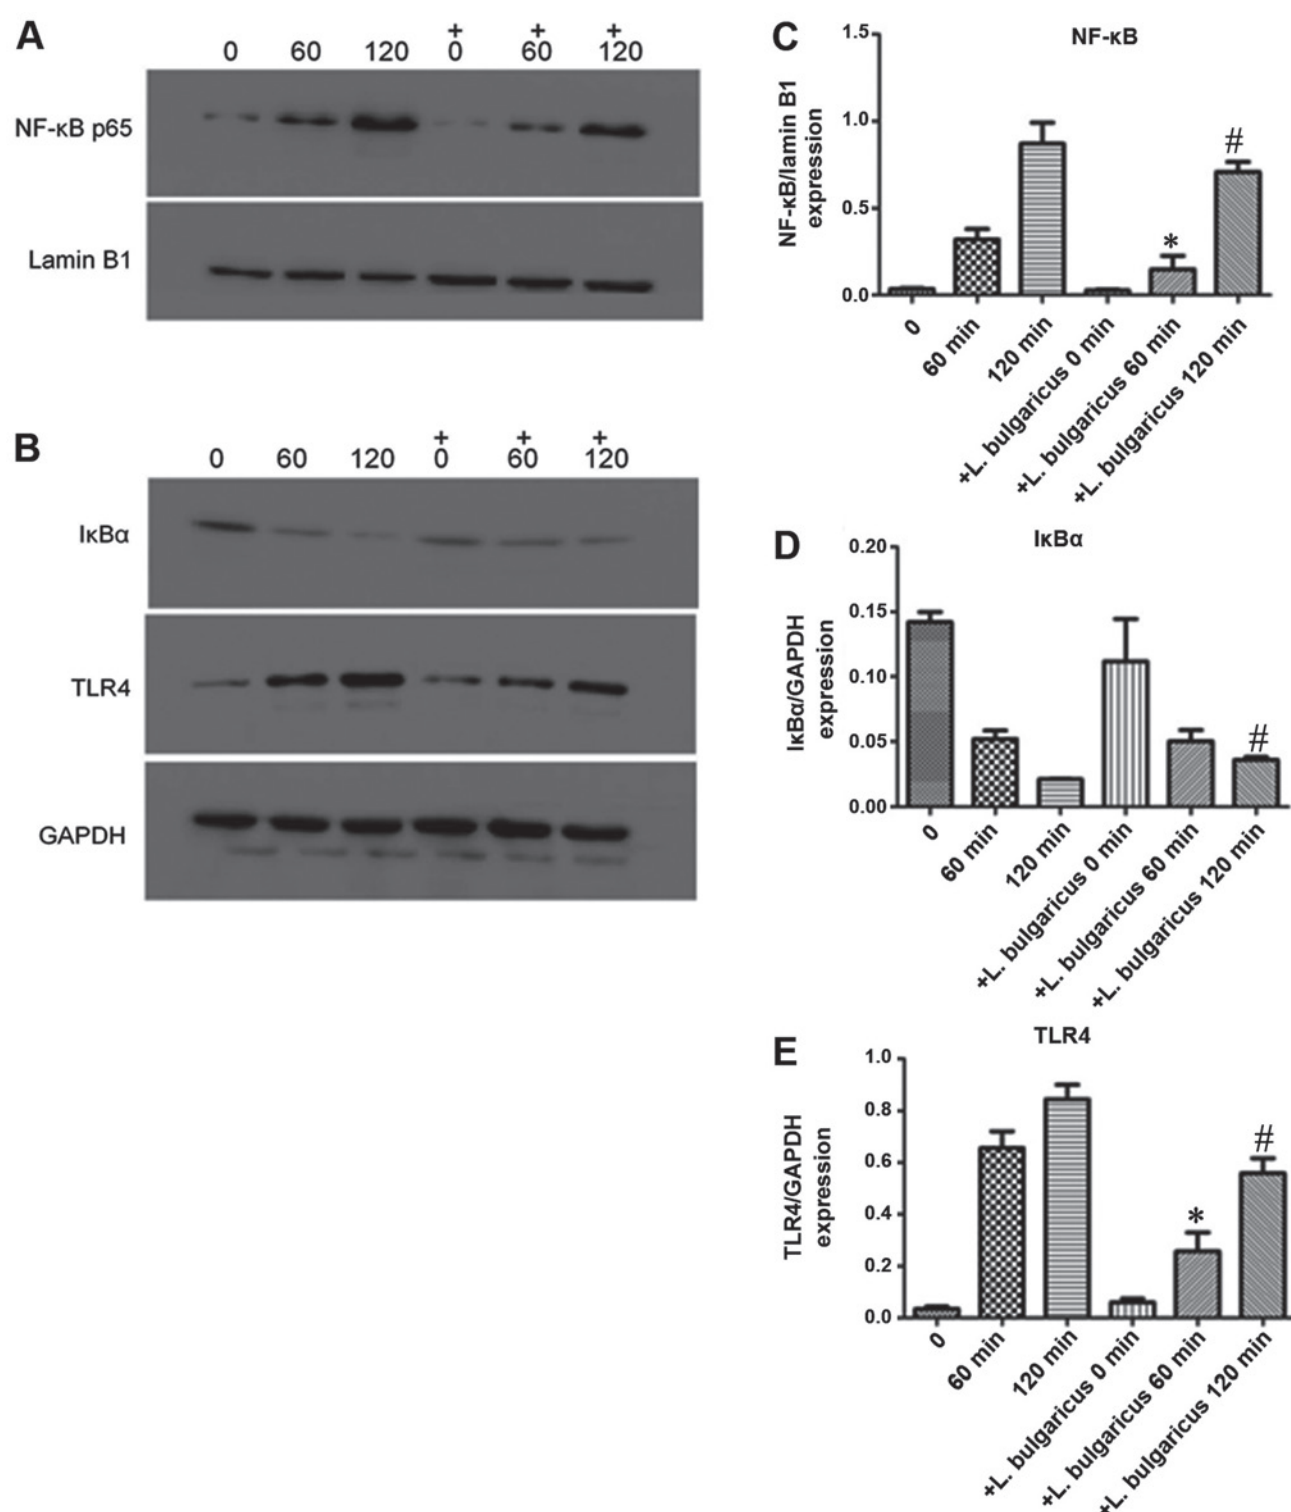 A
+ + +
0 60 120 0 60 120
NF-κB p65
Lamin B1
B
+ + +
0 60 120 0 60 120
IκBα
TLR4
GAPDH
C
NF-κB
NF-κB/lamin B1
expression
1.5
1.0
0.5
0.0
*
#
0
60 min
120 min
+L. bulgaricus 0 min
+L. bulgaricus 60 min
+L. bulgaricus 120 min
D
IκBα
IκBα/GAPDH
expression
0.20
0.15
0.10
0.05
0.00
#
0
60 min
120 min
+L. bulgaricus 0 min
+L. bulgaricus 60 min
+L. bulgaricus 120 min
E
TLR4
TLR4/GAPDH
expression
1.0
0.8
0.6
0.4
0.2
0.0
*
#
0
60 min
120 min
+L. bulgaricus 0 min
+L. bulgaricus 60 min
+L. bulgaricus 120 min